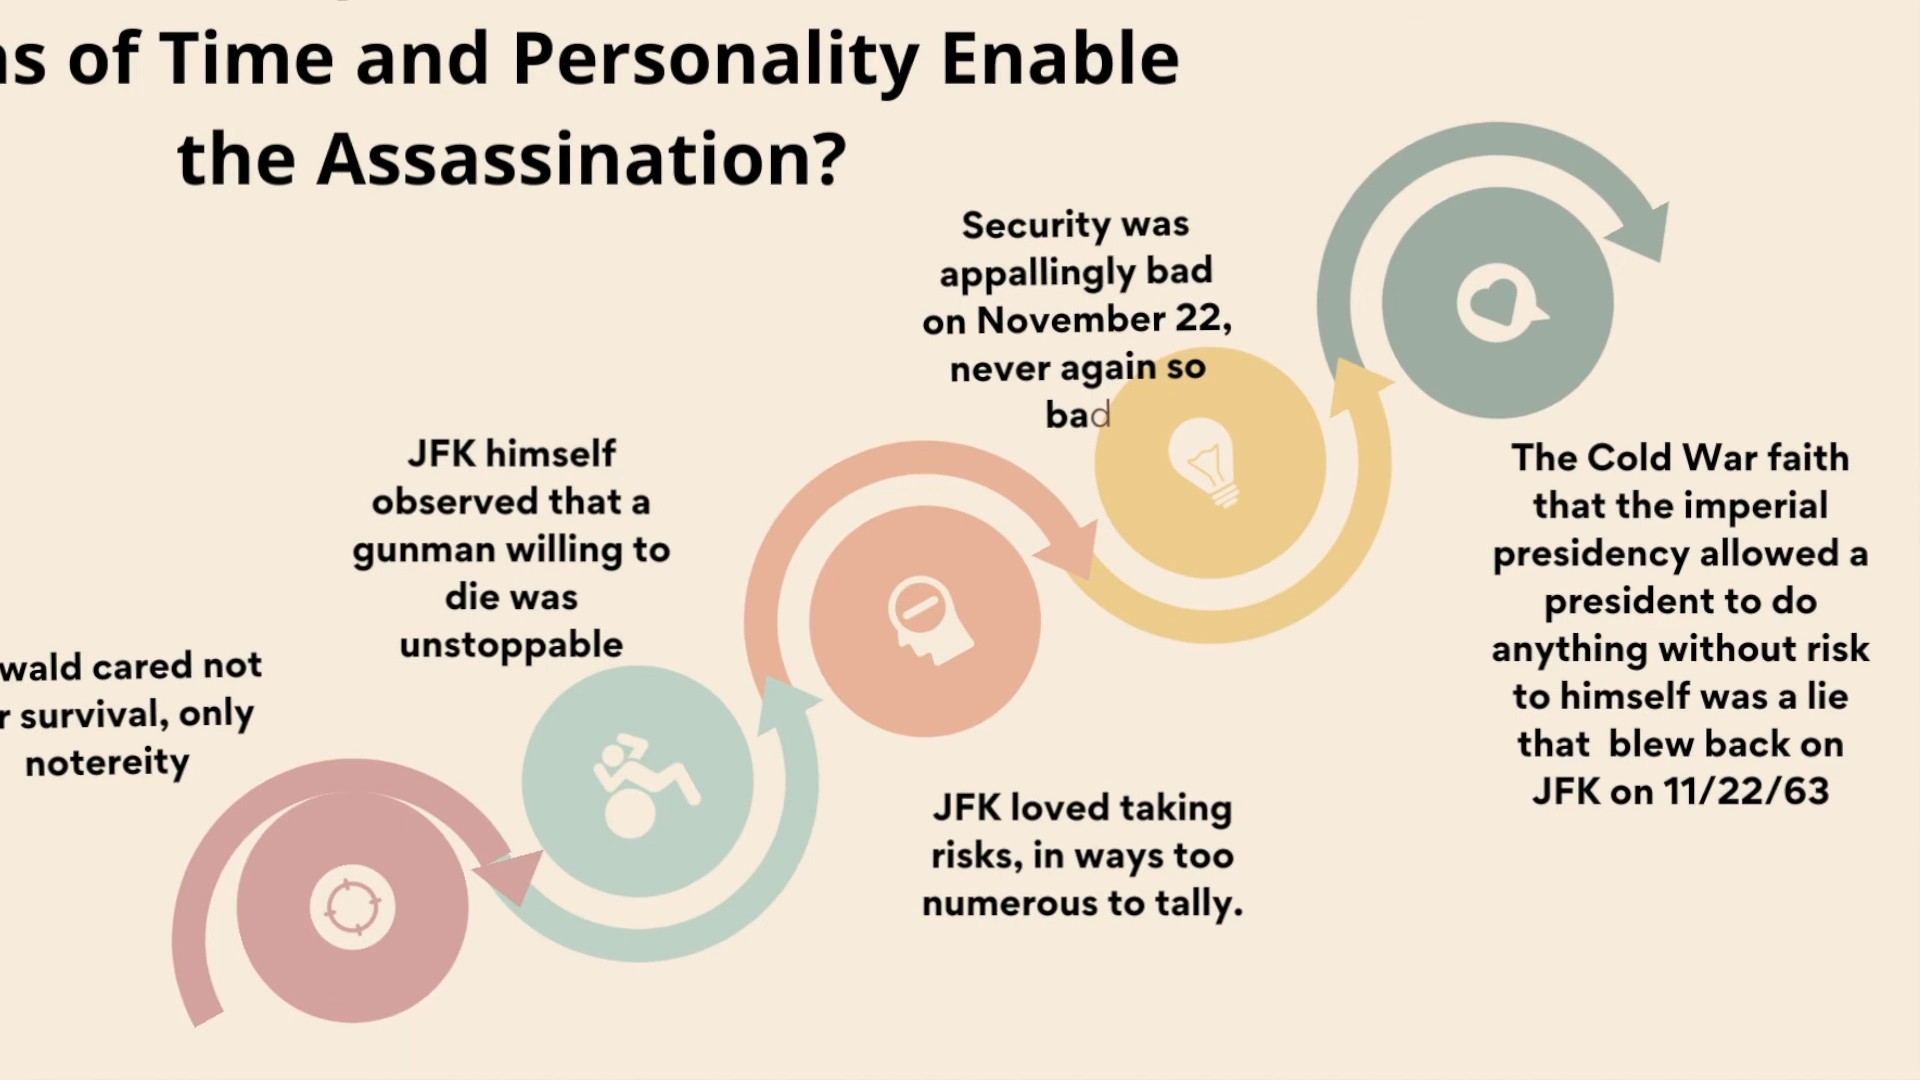 of Time and Personality Enable
the Assassination?
Security was
appallingly bad
on November 22,
never again so
bad
JFK himself
observed that a
gunman willing to
die was
unstoppable
The Cold War faith
that the imperial
presidency allowed a
president to do
anything without risk
to himself was a lie
that blew back on
JFK on 11/22/63
wald cared not
r survival, only
notereity
JFK loved taking
risks, in ways too
numerous to tally.